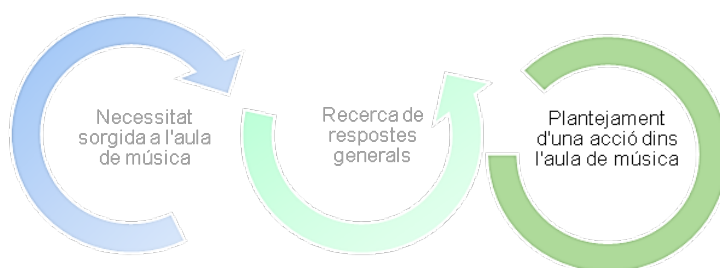 Necessitat
sorgida a l'aula
de música
Recerca de
respostes
generals
Plantejament
d'una acció dins
l'aula de música